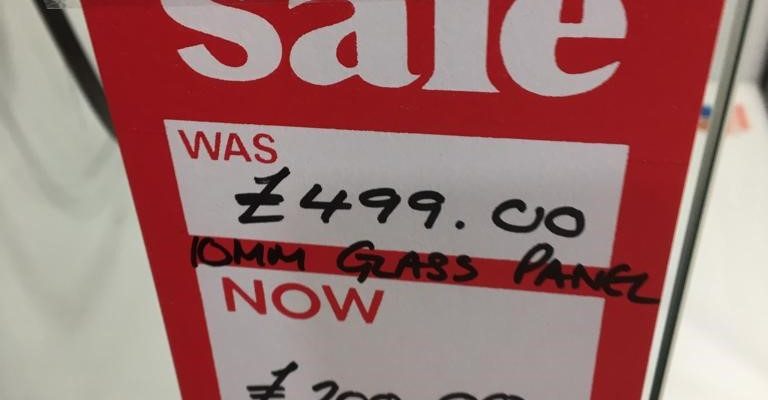 Sale
WAS
£499.00
10MM GLASS PANEL
NOW